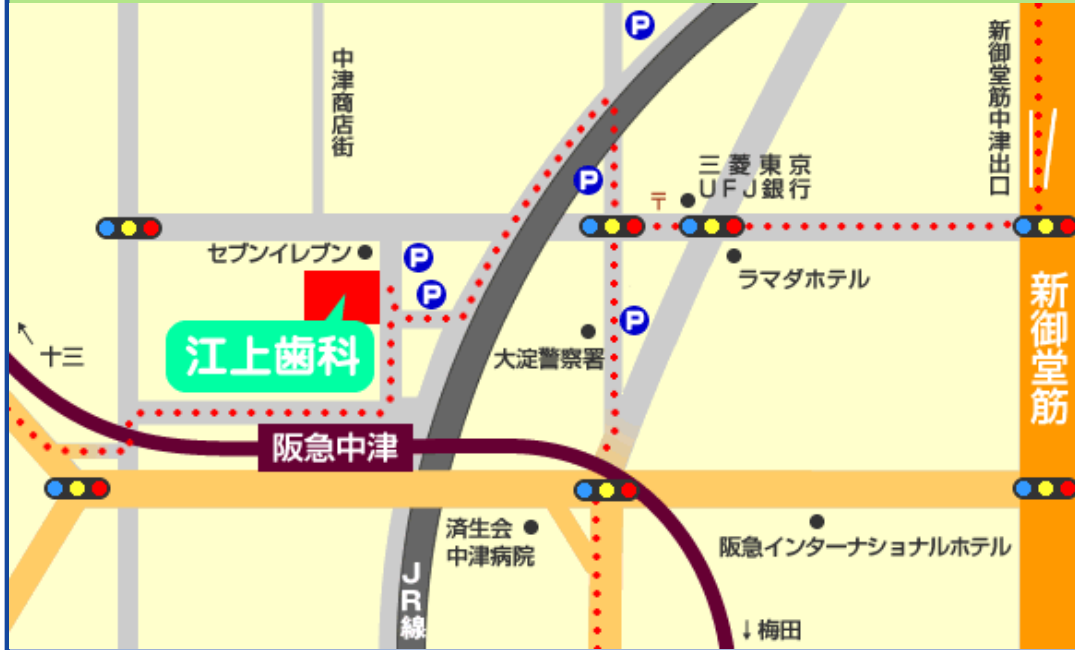 P
中津商店街
新御堂筋中津出口
三菱東京
UFJ銀行
P
〒
セブンイレブン
P
P
ラマダホテル
新御堂筋
十三
江上歯科
大淀警察署
P
阪急中津
済生会
中津病院
阪急インターナショナルホテル
JR線
↓梅田